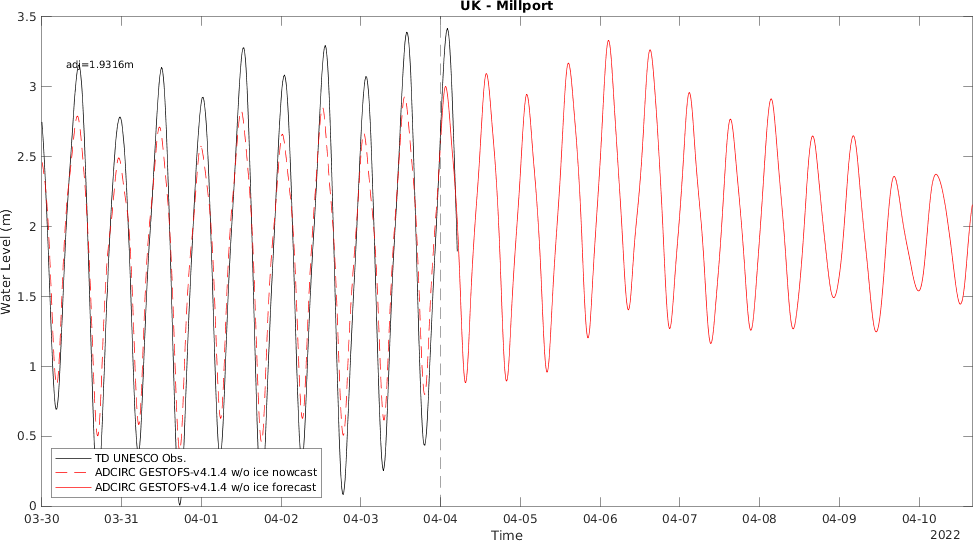 UK - Millport
adj=1.9316m
3.5
3
2.5
2
1.5
1
0.5
0
Water Level (m)
TD UNESCO Obs.
ADCIRC GESTOFS-v4.1.4 w/o ice nowcast
ADCIRC GESTOFS-v4.1.4 w/o ice forecast
03-30 03-31 04-01 04-02 04-03 04-04 04-05 04-06 04-07 04-08 04-09 04-10
Time
2022